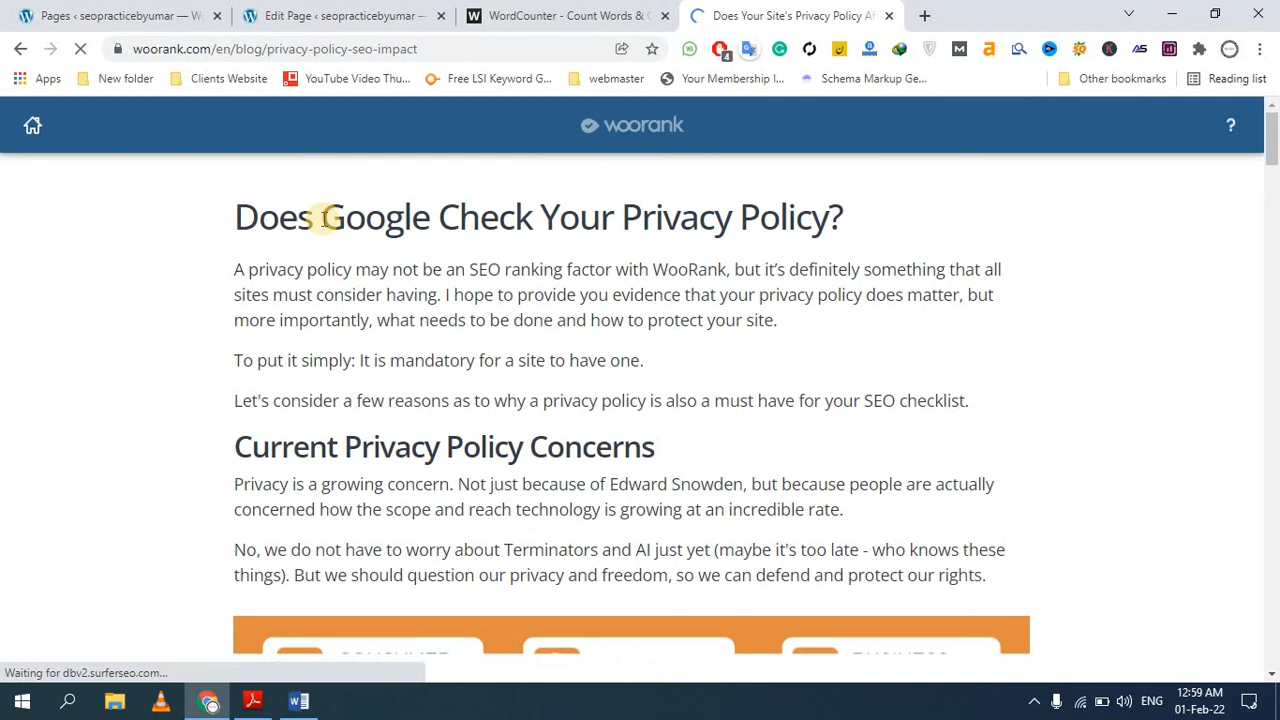 Pages ‹ seopracticebyumar — W
Edit Page ‹ seopracticebyumar —
WordCounter - Count Words & C
Does Your Site's Privacy Policy Af
woorank.com/en/blog/privacy-policy-seo-impact
4
Apps
New folder
Clients Website
YouTube Video Thu...
Free LSI Keyword G...
webmaster
Your Membership I...
Schema Markup Ge...
Other bookmarks
Reading list
woorank
?
Does Google Check Your Privacy Policy?
A privacy policy may not be an SEO ranking factor with WooRank, but it's definitely something that all
sites must consider having. I hope to provide you evidence that your privacy policy does matter, but
more importantly, what needs to be done and how to protect your site.
To put it simply: It is mandatory for a site to have one.
Let's consider a few reasons as to why a privacy policy is also a must have for your SEO checklist.
Current Privacy Policy Concerns
Privacy is a growing concern. Not just because of Edward Snowden, but because people are actually
concerned how the scope and reach technology is growing at an incredible rate.
No, we do not have to worry about Terminators and AI just yet (maybe it's too late - who knows these
things). But we should question our privacy and freedom, so we can defend and protect our rights.
Waiting for dbv2.surferseo.com...
ENG
12:59 AM
01-Feb-22